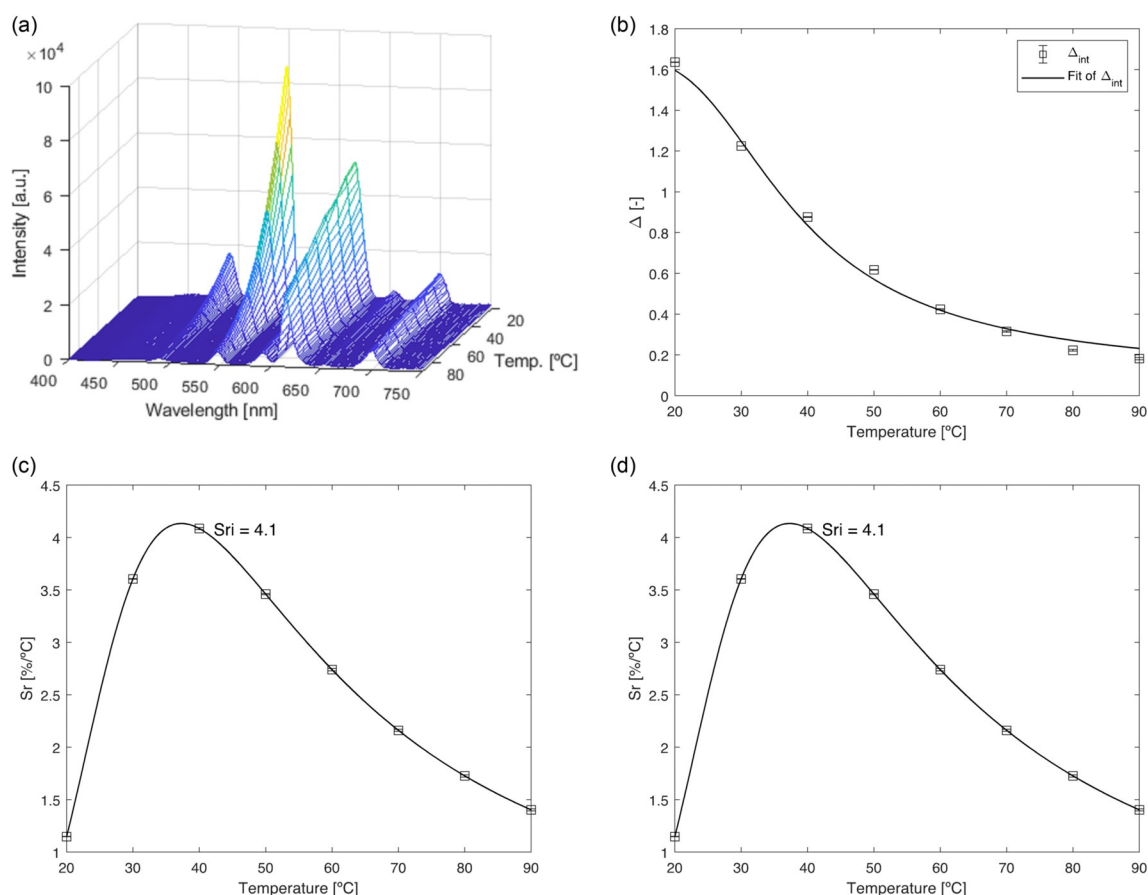 (a)
×10⁴
10
8
6
4
2
0
Intensity [a.u.]
400
450
500
550
600
650
700
750
Wavelength [nm]
20
40
60
80
Temp. [ºC]
(b)
1.8
1.6
1.4
1.2
1
0.8
0.6
0.4
0.2
0
Δ [-]
Δint
Fit of Δint
20 30 40 50 60 70 80 90
Temperature [ºC]
(c)
4.5
4
3.5
3
2.5
2
1.5
1
Sr [%/ºC]
Sri = 4.1
20 30 40 50 60 70 80 90
Temperature [ºC]
(d)
4.5
4
3.5
3
2.5
2
1.5
1
Sr [%/ºC]
Sri = 4.1
20 30 40 50 60 70 80 90
Temperature [ºC]